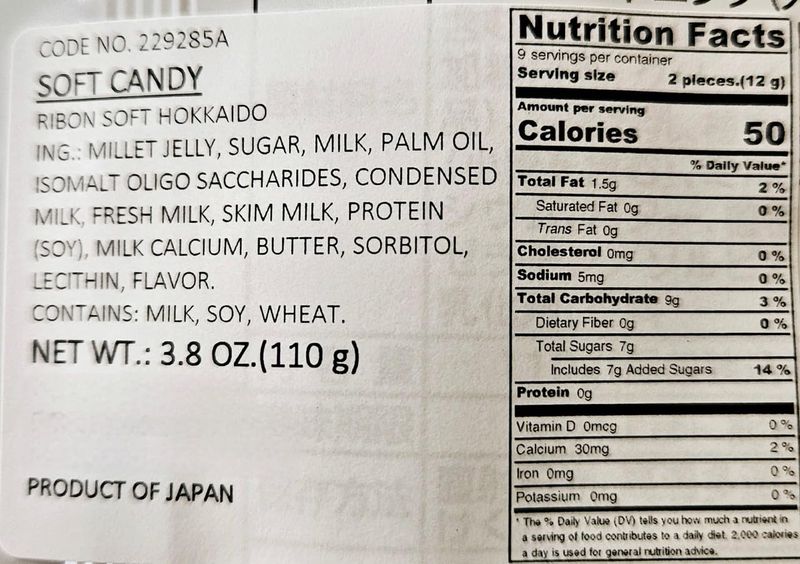 CODE NO. 229285A
SOFT CANDY
RIBON SOFT HOKKAIDO
ING.: MILLET JELLY, SUGAR, MILK, PALM OIL,
ISOMALT OLIGO SACCHARIDES, CONDENSED
MILK, FRESH MILK, SKIM MILK, PROTEIN
(SOY), MILK CALCIUM, BUTTER, SORBITOL,
LECITHIN, FLAVOR.
CONTAINS: MILK, SOY, WHEAT.
NET WT.: 3.8 OZ.(110 g)
PRODUCT OF JAPAN
Nutrition Facts
9 servings per container
Serving size 2 pieces.(12 g)
Amount per serving
Calories 50
% Daily Value*
Total Fat 1.5g 2 %
Saturated Fat 0g 0 %
Trans Fat 0g
Cholesterol 0mg 0 %
Sodium 5mg 0 %
Total Carbohydrate 9g 3 %
Dietary Fiber 0g 0 %
Total Sugars 7g
Includes 7g Added Sugars 14 %
Protein 0g
Vitamin D 0mcg 0 %
Calcium 30mg 2 %
Iron 0mg 0 %
Potassium 0mg 0 %
* The % Daily Value (DV) tells you how much a nutrient in
a serving of food contributes to a daily diet. 2,000 calories
a day is used for general nutrition advice.